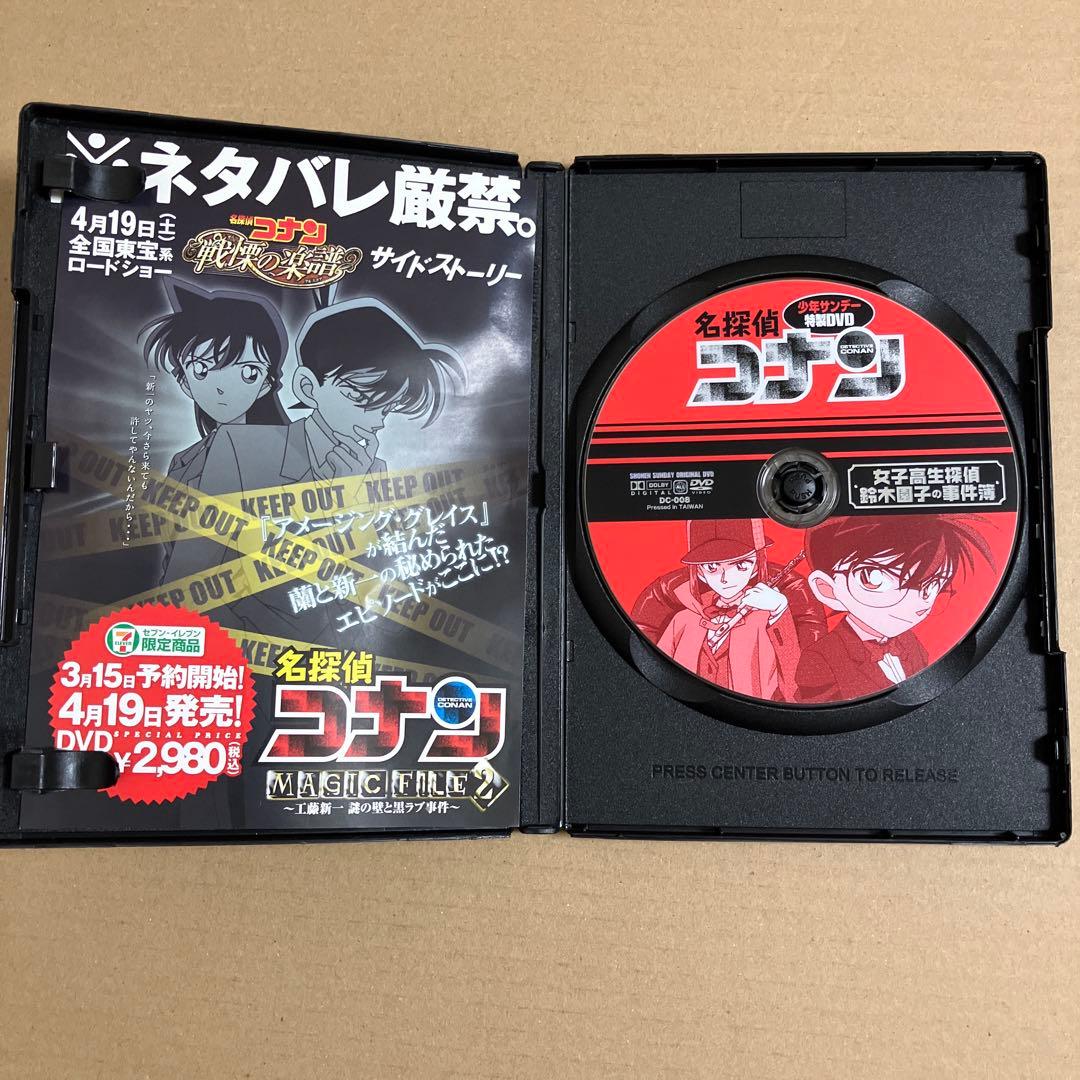 ネタバレ厳禁。
4月19日(土)
全国東宝系
ロードショー
名探偵
コナン
戦慄の楽譜
サイドストーリー
「新一のヤツ、今さら来ても
許してやんないんだから…」
KEEP OUT KEEP OUT KEEP OUT
KEEP OUT
KEEP OUT
KEEP OUT
KEEP OUT
『アメージング・グレイス』
が結んだ
蘭と新一の秘められた
エピソードがここに!?
7
ELEVEN
セブン-イレブン
限定商品
3月15日予約開始!
4月19日発売!
SPECIAL PRICE
DVD
¥2,980(税込)
名探偵
コナン
DETECTIVE
CONAN
MAGIC FILE 2
～工藤新一 謎の壁と黒ラブ事件～
少年サンデー
特製DVD
名探偵
コナン
DETECTIVE
CONAN
SHONEN SUNDAY ORIGINAL DVD
DOLBY
DIGITAL
ALL
DVD
VIDEO
DC-008
Pressed in TAIWAN
女子高生探偵
鈴木園子の事件簿
PRESS CENTER BUTTON TO RELEASE